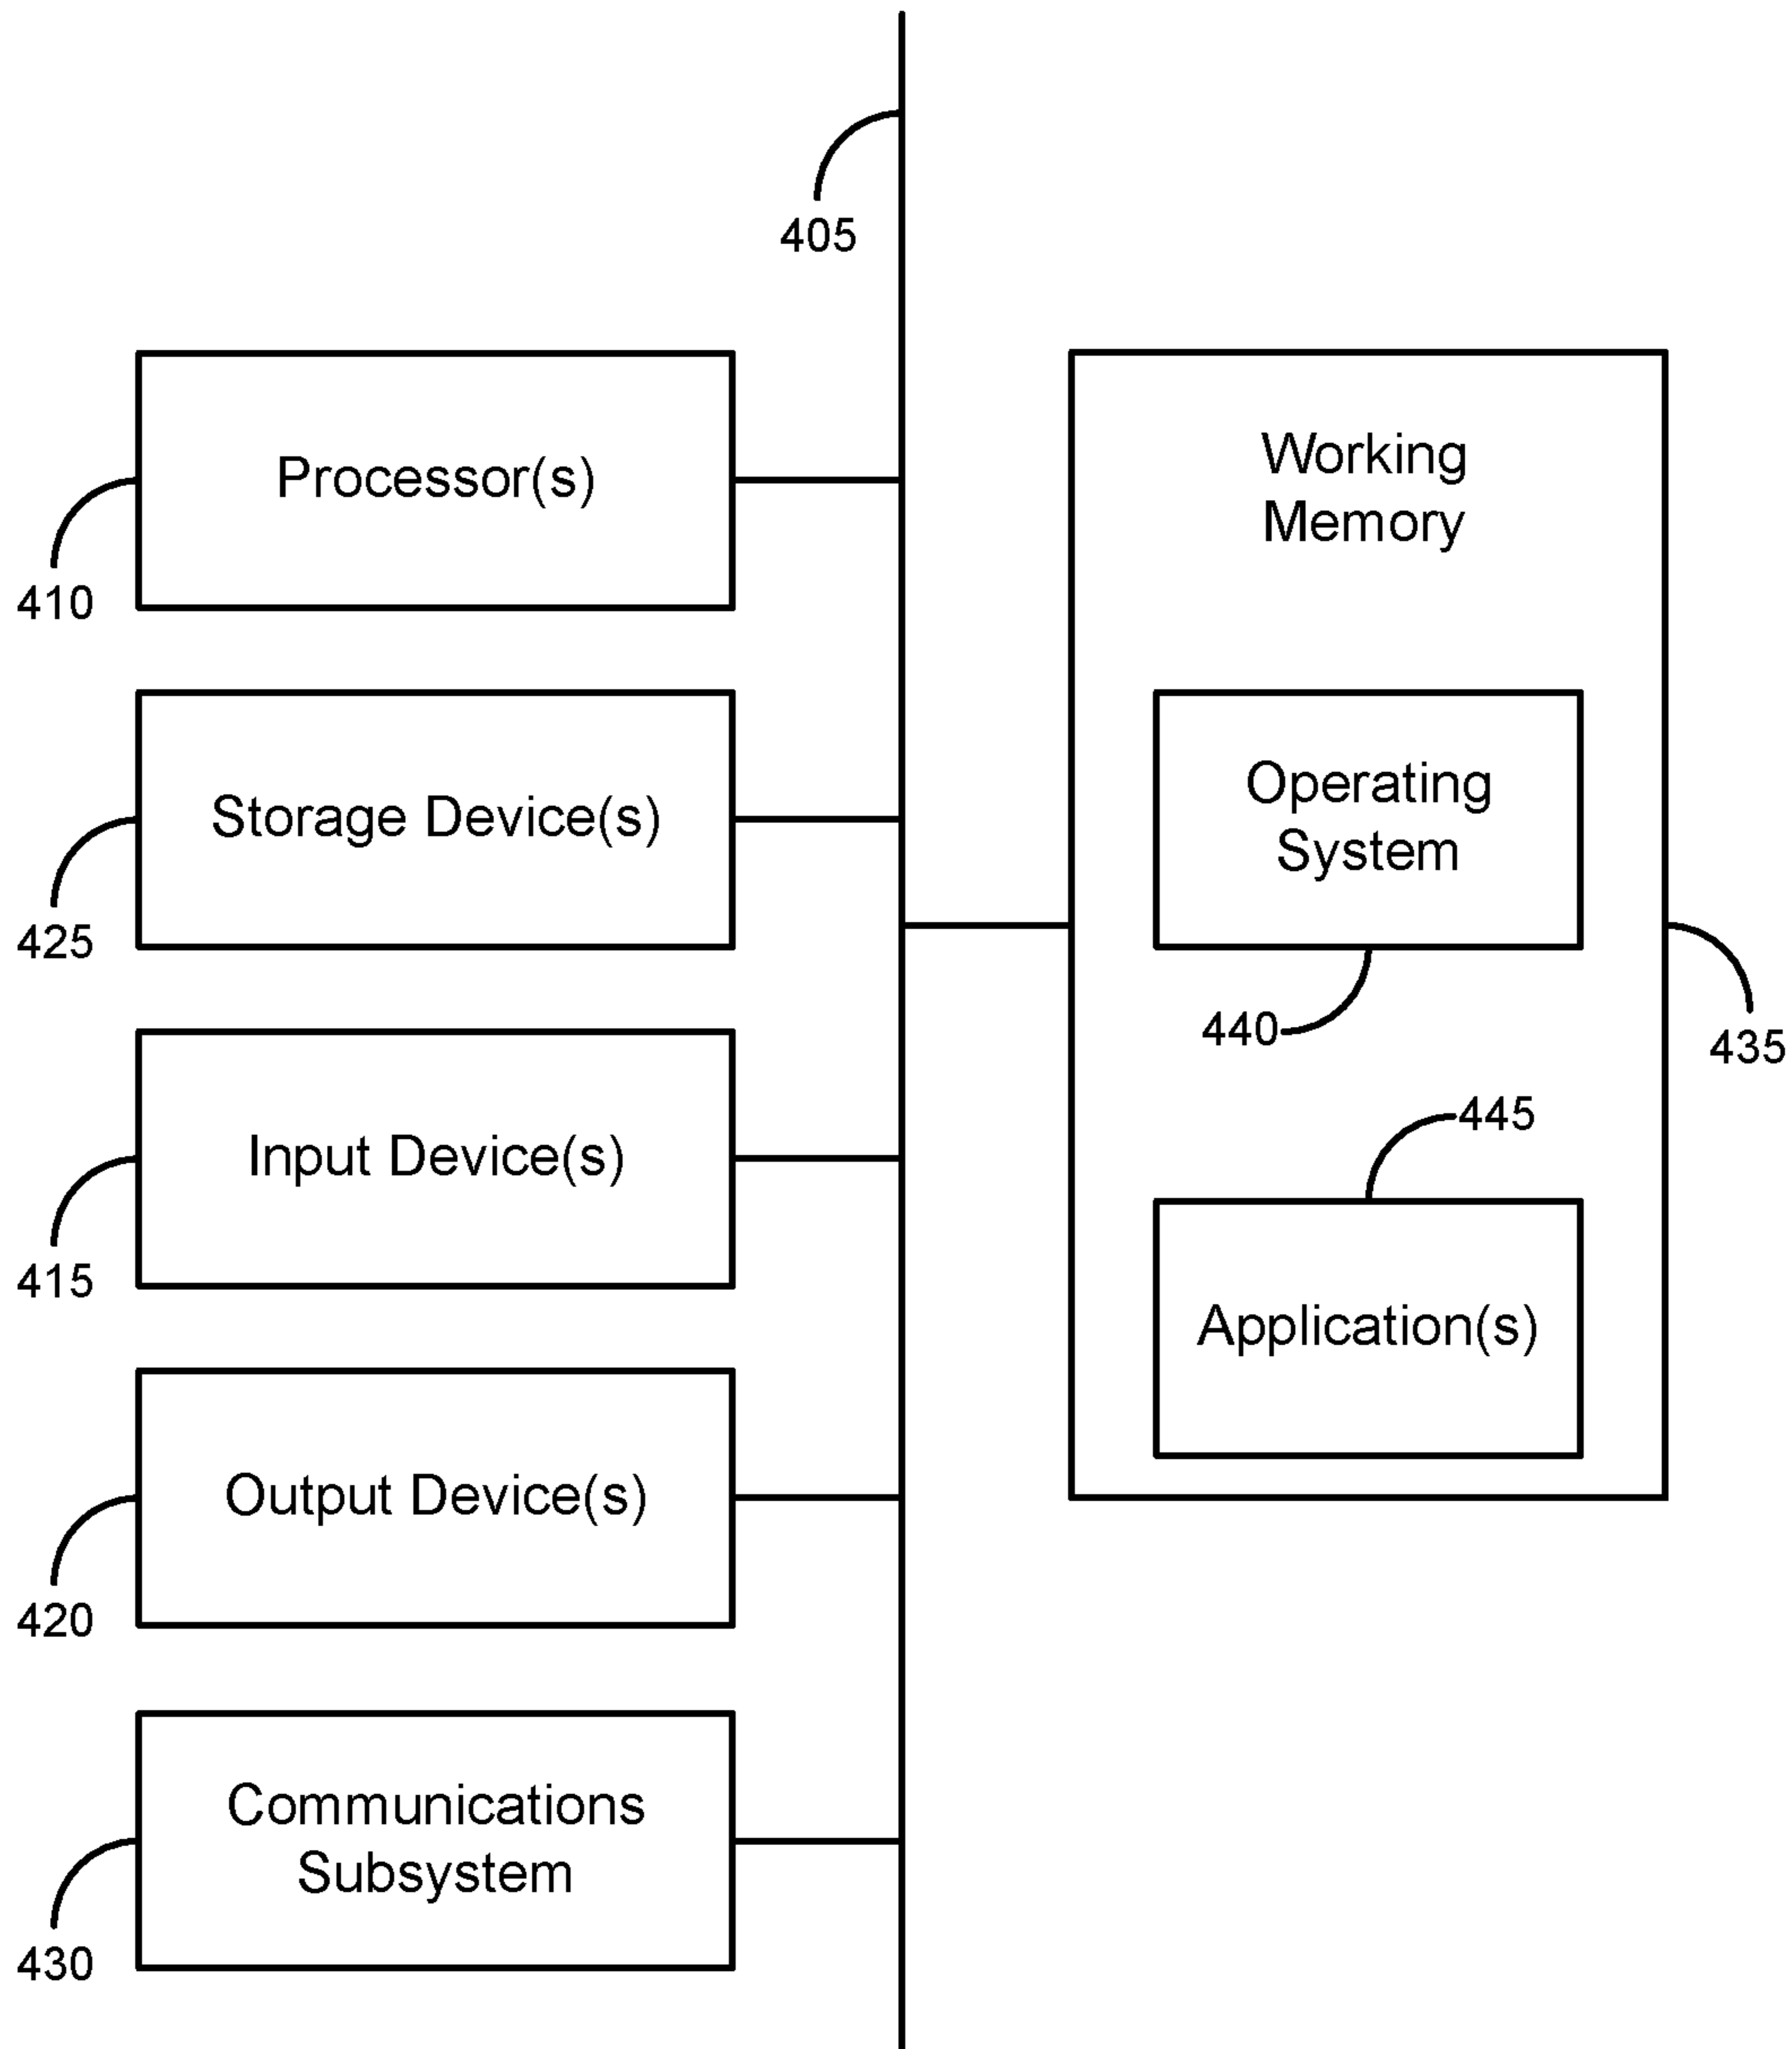 405
Processor(s)
410
Storage Device(s)
425
Input Device(s)
415
Output Device(s)
420
Communications
Subsystem
430
Working
Memory
Operating
System
440
435
445
Application(s)